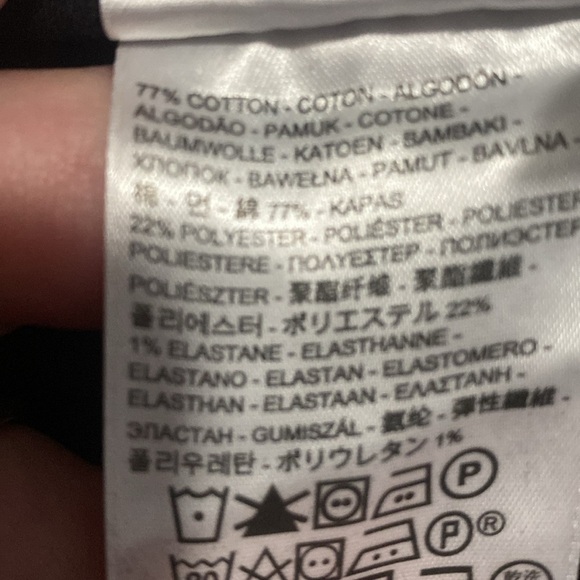 77% COTTON - COTON - ALGODÓN -
ALGODÃO - PAMUK - COTONE -
BAUMWOLLE - KATOEN - ΒΑΜΒΑΚΙ -
ХЛОПОК - BAWEŁNA - PAMUT - BAVLNA -
棉 - 면 - 綿 77% - KAPAS
22% POLYESTER - POLIÉSTER - POLIESTER
POLIESTERE - ΠΟΛΥΕΣΤΕΡ - ПОЛИЭСТЕР
POLIÉSZTER - 聚酯纤维 - 聚酯纖維 -
폴리에스터 - ポリエステル 22%
1% ELASTANE - ELASTHANNE -
ELASTANO - ELASTAN - ELASTOMERO -
ELASTHAN - ELASTAAN - ΕΛΑΣΤΑΝΗ -
ЭЛАСТАН - GUMISZÁL - 氨纶 - 彈性纖維 -
폴리우레탄 - ポリウレタン 1%
P
P ®